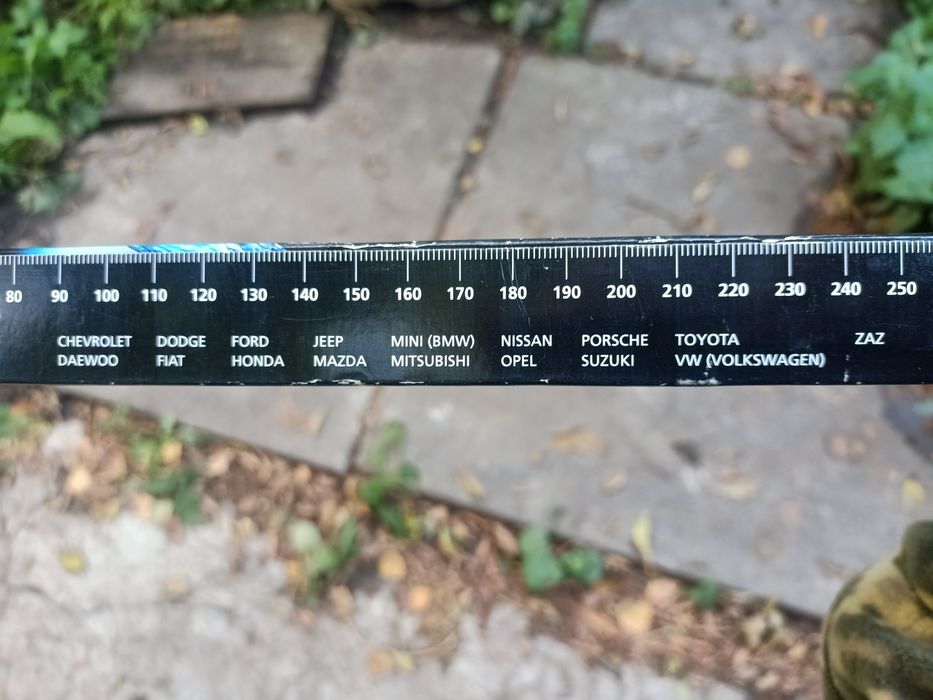 80 90 100 110 120 130 140 150 160 170 180 190 200 210 220 230 240 250
CHEVROLET DODGE FORD JEEP MINI (BMW) NISSAN PORSCHE TOYOTA ZAZ
DAEWOO FIAT HONDA MAZDA MITSUBISHI OPEL SUZUKI VW (VOLKSWAGEN)